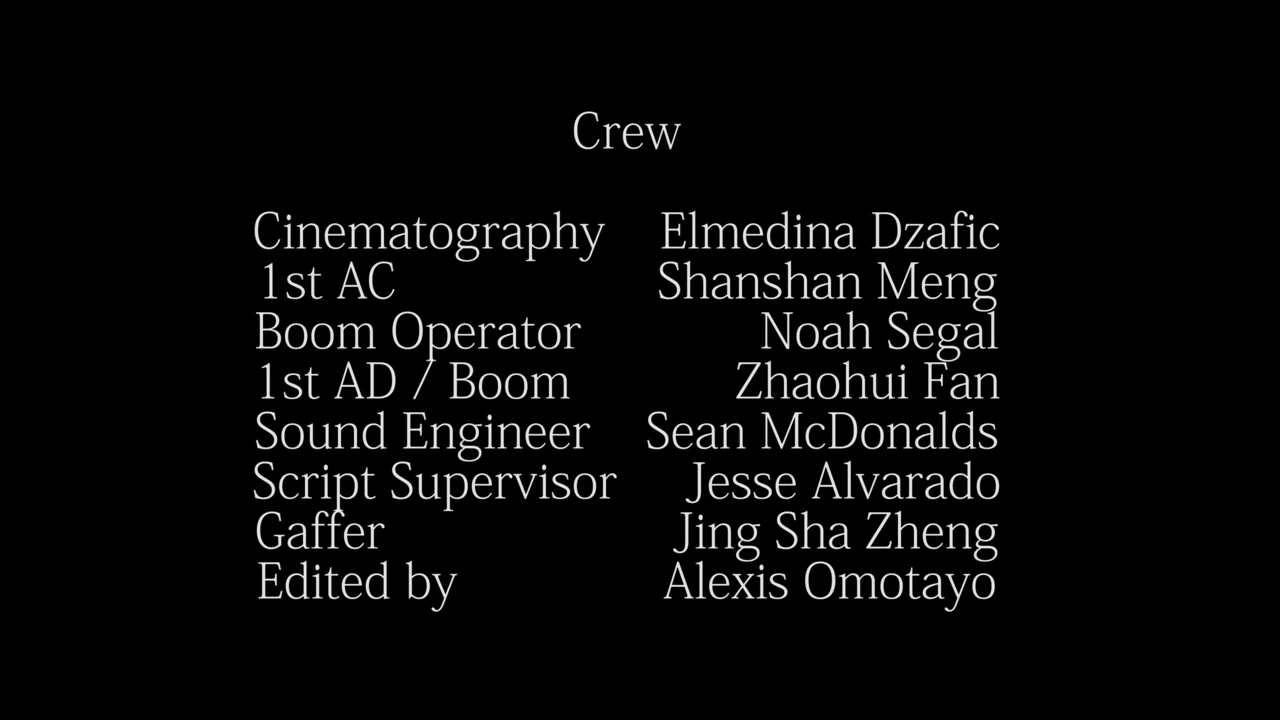 Crew
Cinematography Elmedina Dzafic
1st AC Shanshan Meng
Boom Operator Noah Segal
1st AD / Boom Zhaohui Fan
Sound Engineer Sean McDonalds
Script Supervisor Jesse Alvarado
Gaffer Jing Sha Zheng
Edited by Alexis Omotayo